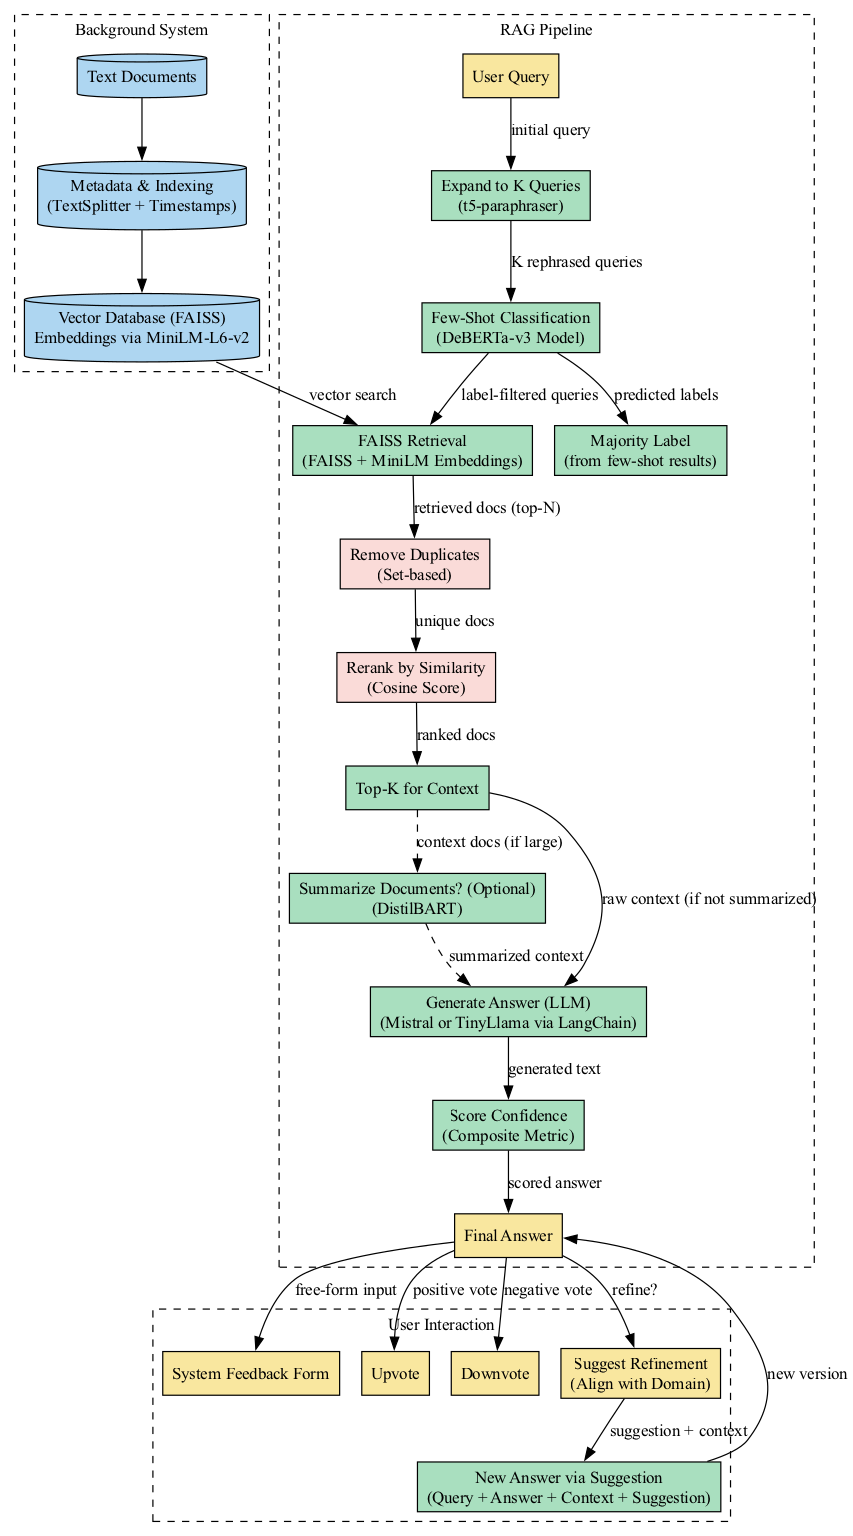 Background System
Text Documents
Metadata & Indexing
(TextSplitter + Timestamps)
Vector Database (FAISS)
Embeddings via MiniLM-L6-v2
RAG Pipeline
User Query
initial query
Expand to K Queries
(t5-paraphraser)
K rephrased queries
Few-Shot Classification
(DeBERTa-v3 Model)
vector search
label-filtered queries
predicted labels
FAISS Retrieval
(FAISS + MiniLM Embeddings)
Majority Label
(from few-shot results)
retrieved docs (top-N)
Remove Duplicates
(Set-based)
unique docs
Rerank by Similarity
(Cosine Score)
ranked docs
Top-K for Context
context docs (if large)
Summarize Documents? (Optional)
(DistilBART)
raw context (if not summarized)
summarized context
Generate Answer (LLM)
(Mistral or TinyLlama via LangChain)
generated text
Score Confidence
(Composite Metric)
scored answer
Final Answer
free-form input
positive vote
negative vote
refine?
User Interaction
System Feedback Form
Upvote
Downvote
Suggest Refinement
(Align with Domain)
new version
suggestion + context
New Answer via Suggestion
(Query + Answer + Context + Suggestion)